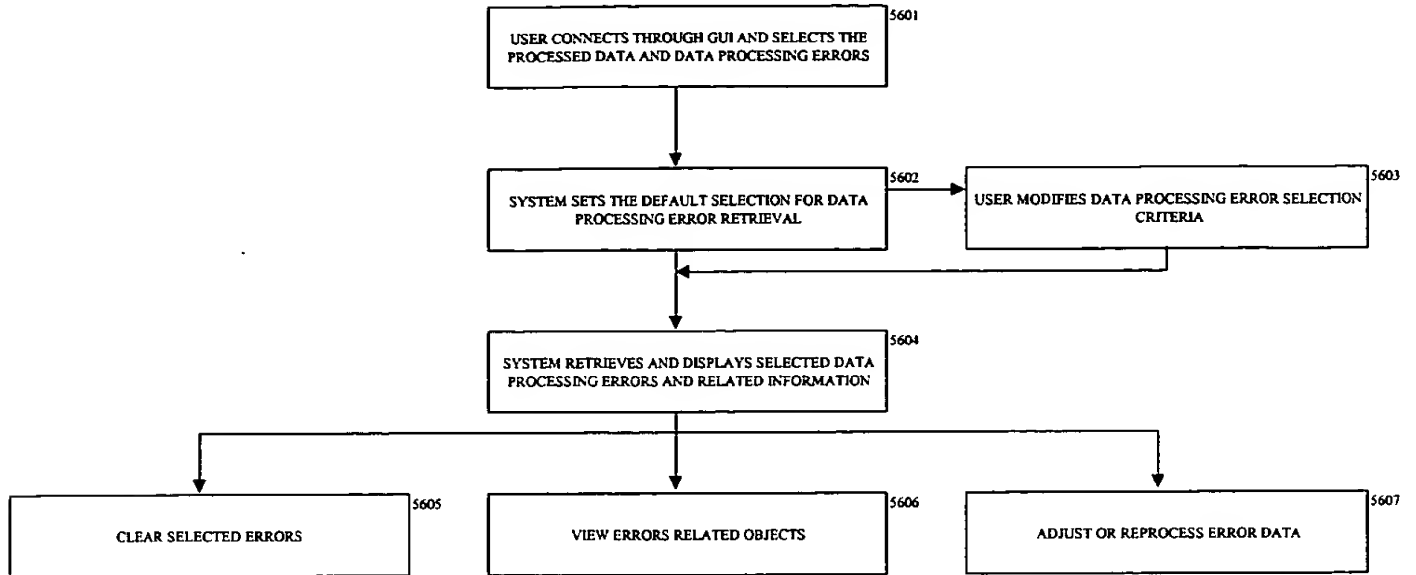 5601
USER CONNECTS THROUGH GUI AND SELECTS THE
PROCESSED DATA AND DATA PROCESSING ERRORS
5602
SYSTEM SETS THE DEFAULT SELECTION FOR DATA
PROCESSING ERROR RETRIEVAL
5603
USER MODIFIES DATA PROCESSING ERROR SELECTION
CRITERIA
5604
SYSTEM RETRIEVES AND DISPLAYS SELECTED DATA
PROCESSING ERRORS AND RELATED INFORMATION
5605
CLEAR SELECTED ERRORS
5606
VIEW ERRORS RELATED OBJECTS
5607
ADJUST OR REPROCESS ERROR DATA